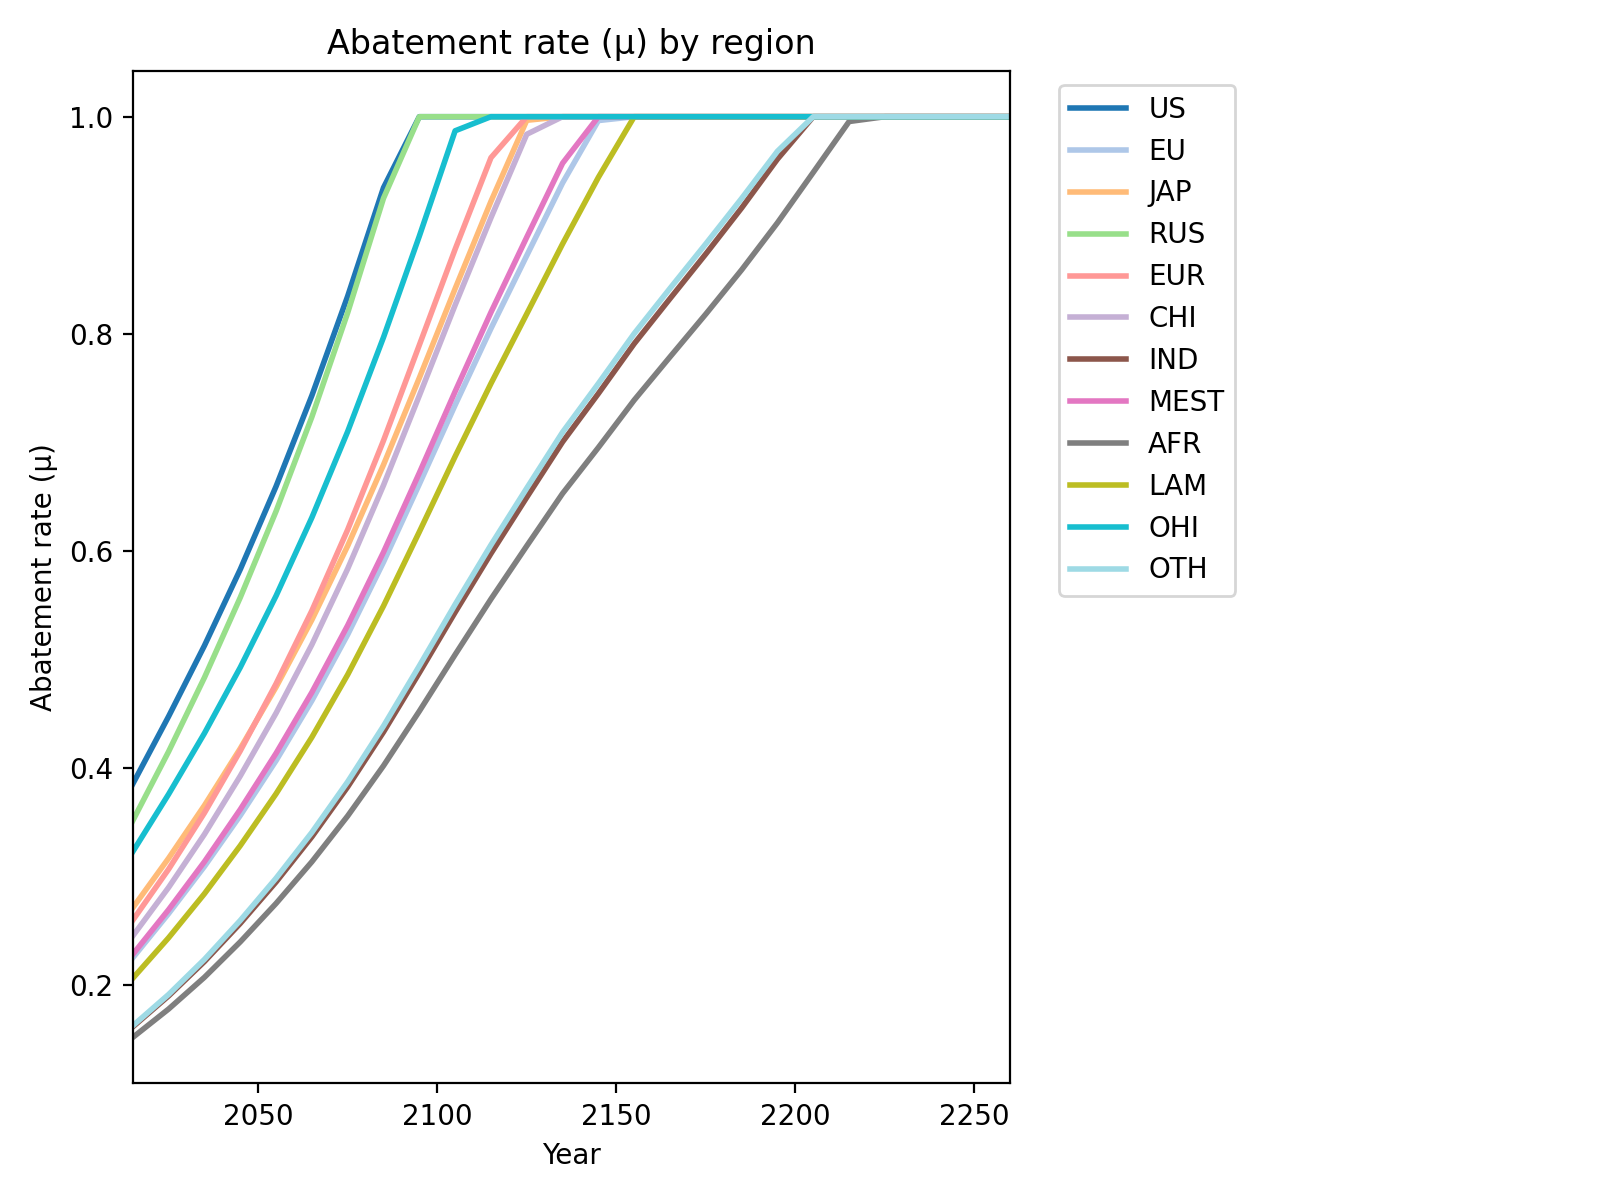 Abatement rate (μ) by region
1.0
0.8
0.6
0.4
0.2
Abatement rate (μ)
2050 2100 2150 2200 2250
Year
US
EU
JAP
RUS
EUR
CHI
IND
MEST
AFR
LAM
OHI
OTH